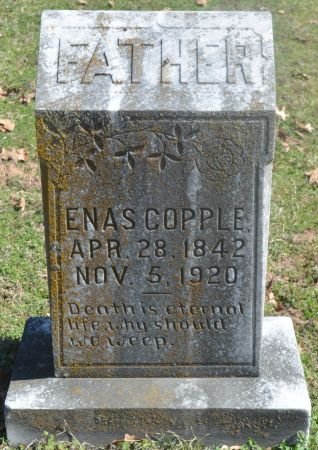 FATHER
ENAS COPPLE
APR. 28, 1842
NOV. 5, 1920
Death is eternal
life, why should
we weep.